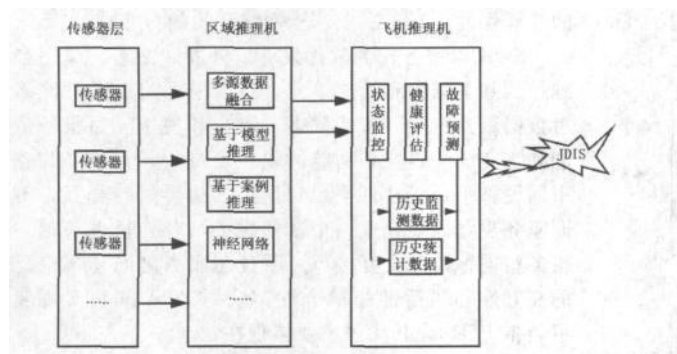 传感器层
区域推理机
飞机推理机
传感器
传感器
传感器
……
多源数据
融合
基于模型
推理
基于案例
推理
神经网络
……
状态监控
健康评估
故障预测
历史监
测数据
历史统
计数据
JDIS